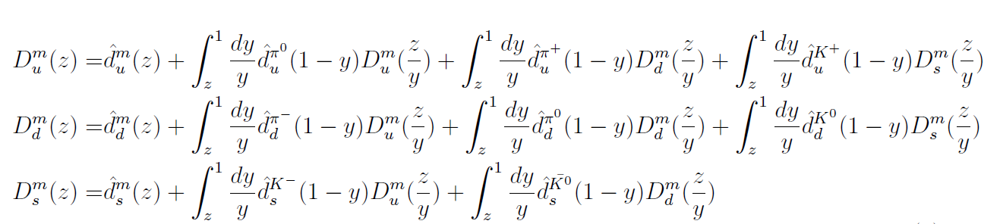 $D_u^m(z) = \hat{d}_u^m(z) + \int_z^1 \frac{dy}{y} \hat{d}_u^{\pi^0}(1-y) D_u^m(\frac{z}{y}) + \int_z^1 \frac{dy}{y} \hat{d}_u^{\pi^+}(1-y) D_d^m(\frac{z}{y}) + \int_z^1 \frac{dy}{y} \hat{d}_u^{K^+}(1-y) D_s^m(\frac{z}{y})$
$D_d^m(z) = \hat{d}_d^m(z) + \int_z^1 \frac{dy}{y} \hat{d}_d^{\pi^-}(1-y) D_u^m(\frac{z}{y}) + \int_z^1 \frac{dy}{y} \hat{d}_d^{\pi^0}(1-y) D_d^m(\frac{z}{y}) + \int_z^1 \frac{dy}{y} \hat{d}_d^{K^0}(1-y) D_s^m(\frac{z}{y})$
$D_s^m(z) = \hat{d}_s^m(z) + \int_z^1 \frac{dy}{y} \hat{d}_s^{K^-}(1-y) D_u^m(\frac{z}{y}) + \int_z^1 \frac{dy}{y} \hat{d}_s^{\bar{K}^0}(1-y) D_d^m(\frac{z}{y})$